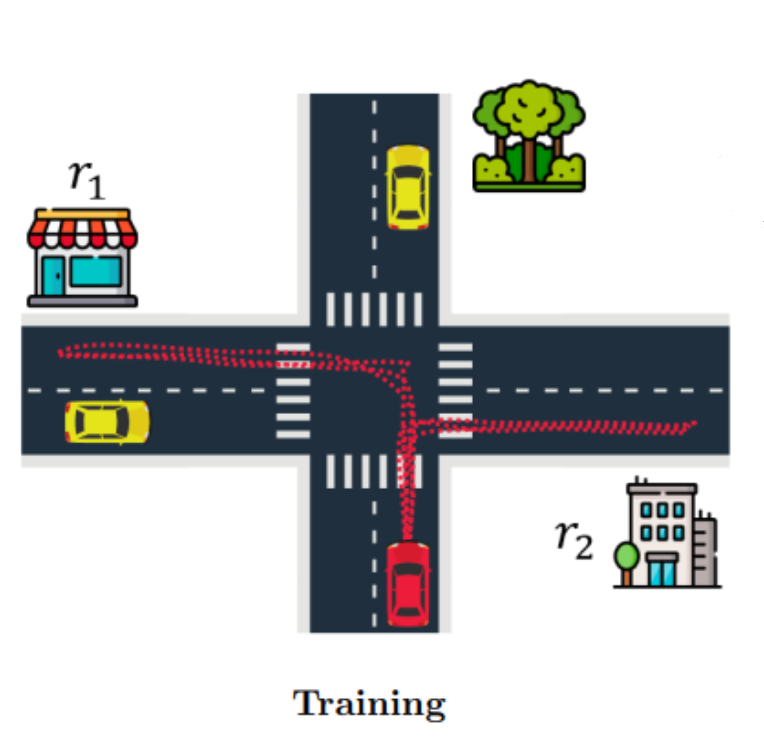 r₁
r₂
Training